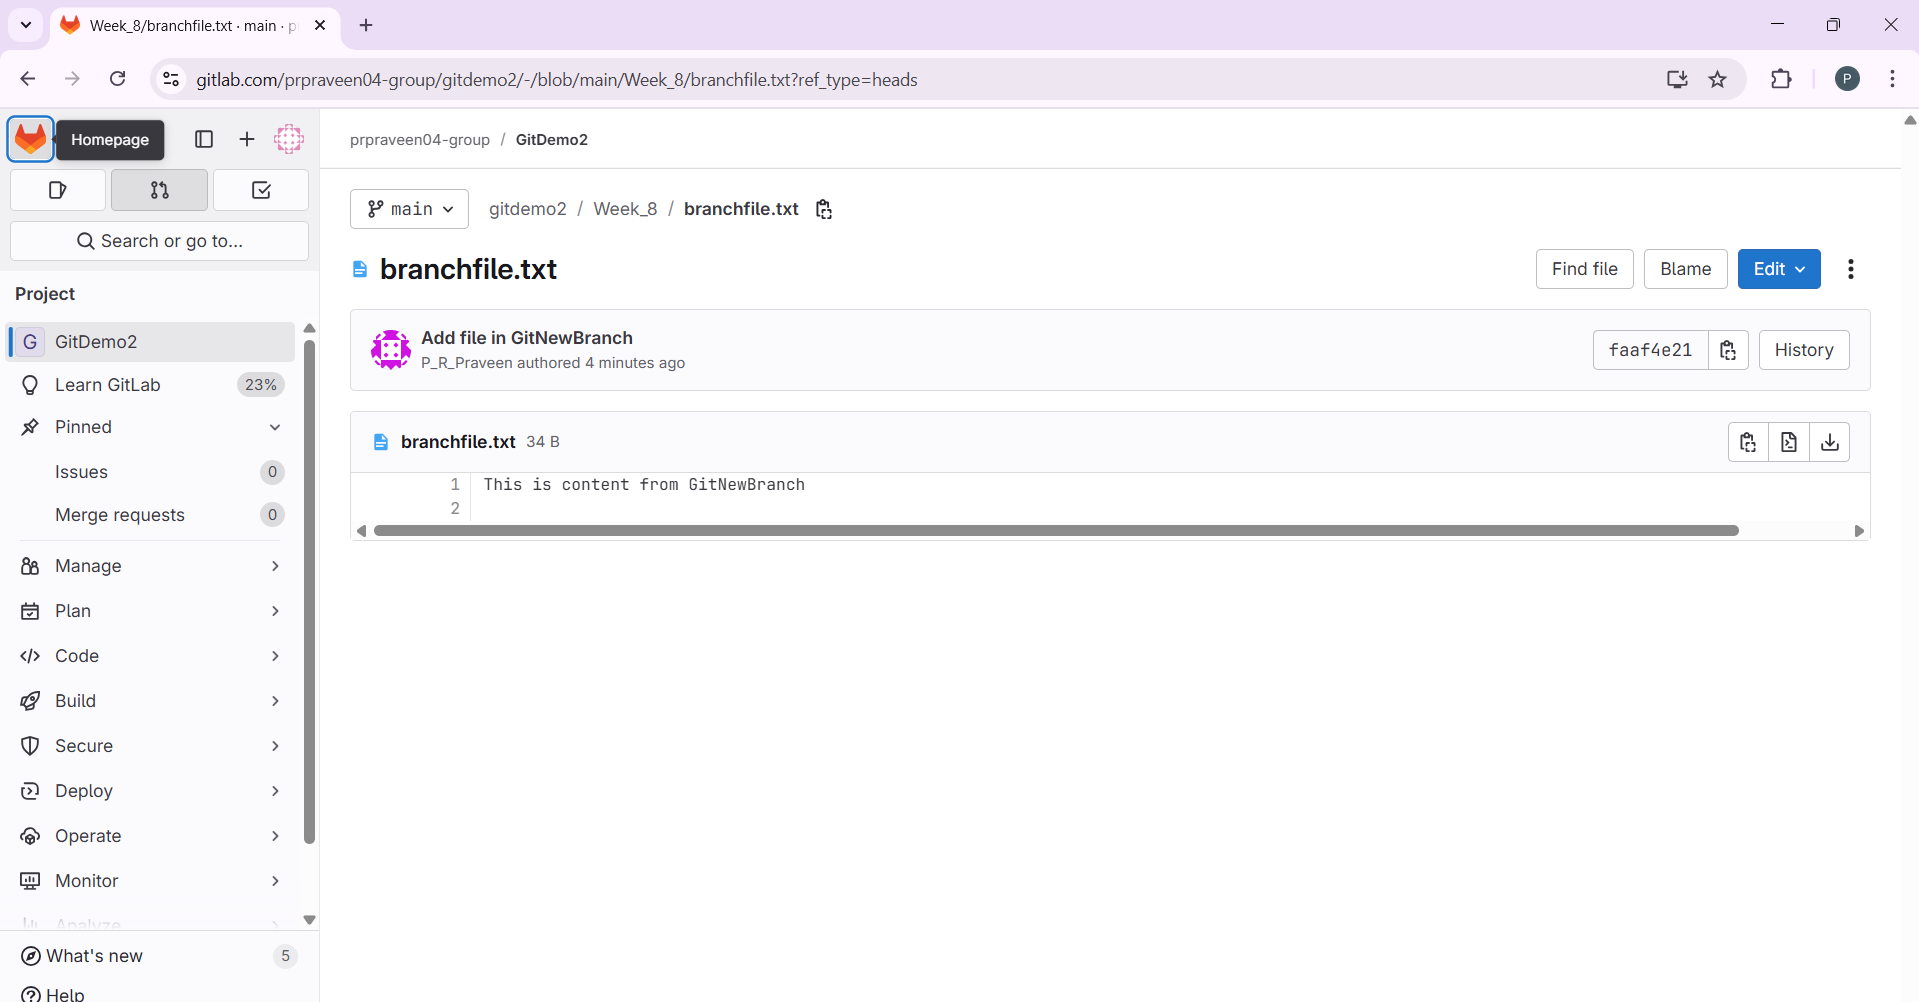 Week_8/branchfile.txt · main · p
gitlab.com/prpraveen04-group/gitdemo2/-/blob/main/Week_8/branchfile.txt?ref_type=heads
P
Homepage
prpraveen04-group / GitDemo2
Search or go to...
main
gitdemo2 / Week_8 / branchfile.txt
branchfile.txt
Find file
Blame
Edit
Project
G GitDemo2
Learn GitLab 23%
Pinned
Issues 0
Merge requests 0
Manage
Plan
Code
Build
Secure
Deploy
Operate
Monitor
Analyze
What's new 5
Help
Add file in GitNewBranch
P_R_Praveen authored 4 minutes ago
faaf4e21
History
branchfile.txt 34 B
1 This is content from GitNewBranch
2